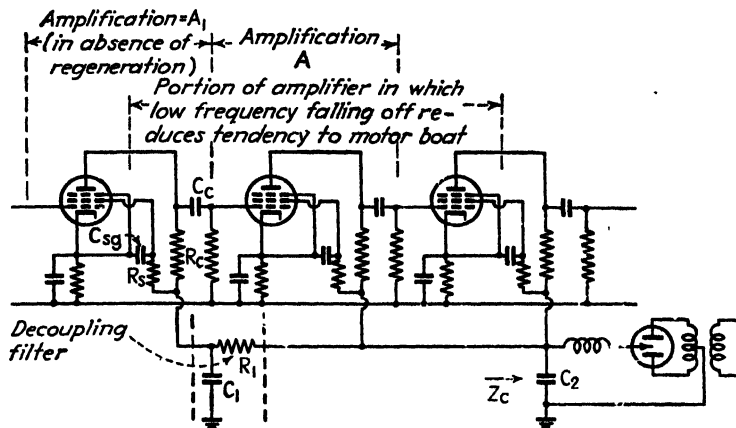 Amplification=A1
(in absence of
regeneration)
Amplification
A
Portion of amplifier in which
low frequency falling off re-
duces tendency to motor boat
Cc
Csg
Rs
Rc
Decoupling
filter
R1
C1
Zc
C2